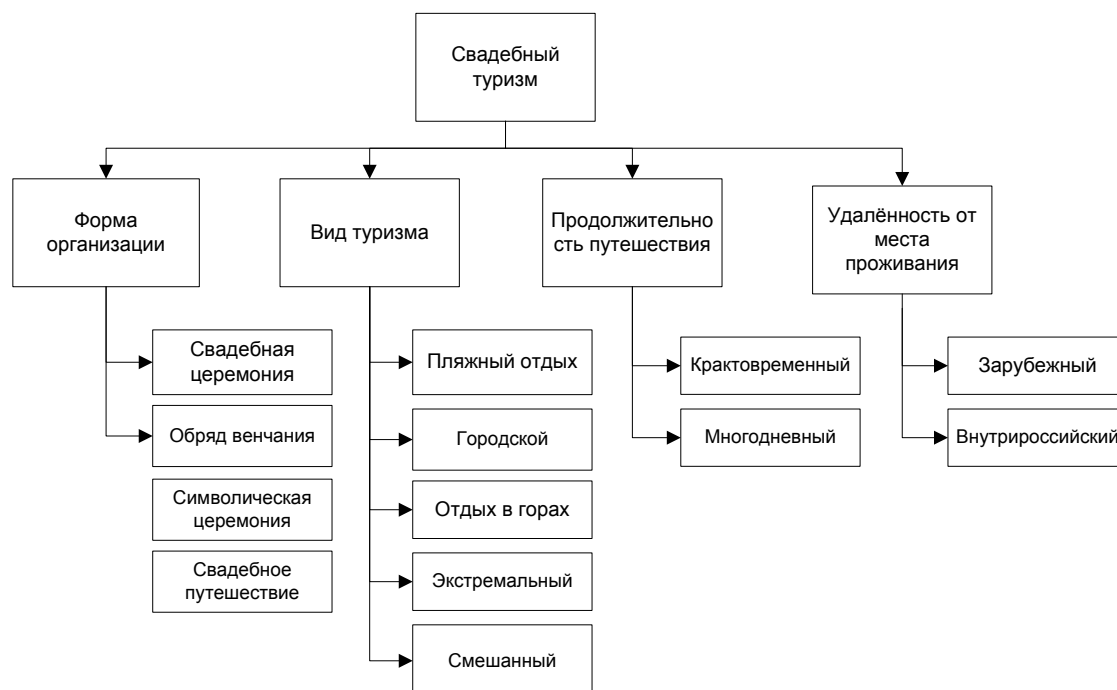 Свадебный
туризм
Форма
организации
Вид туризма
Продолжительно
сть путешествия
Удалённость от
места
проживания
Свадебная
церемония
Обряд венчания
Символическая
церемония
Свадебное
путешествие
Пляжный отдых
Городской
Отдых в горах
Экстремальный
Смешанный
Крактовременный
Многодневный
Зарубежный
Внутрироссийский